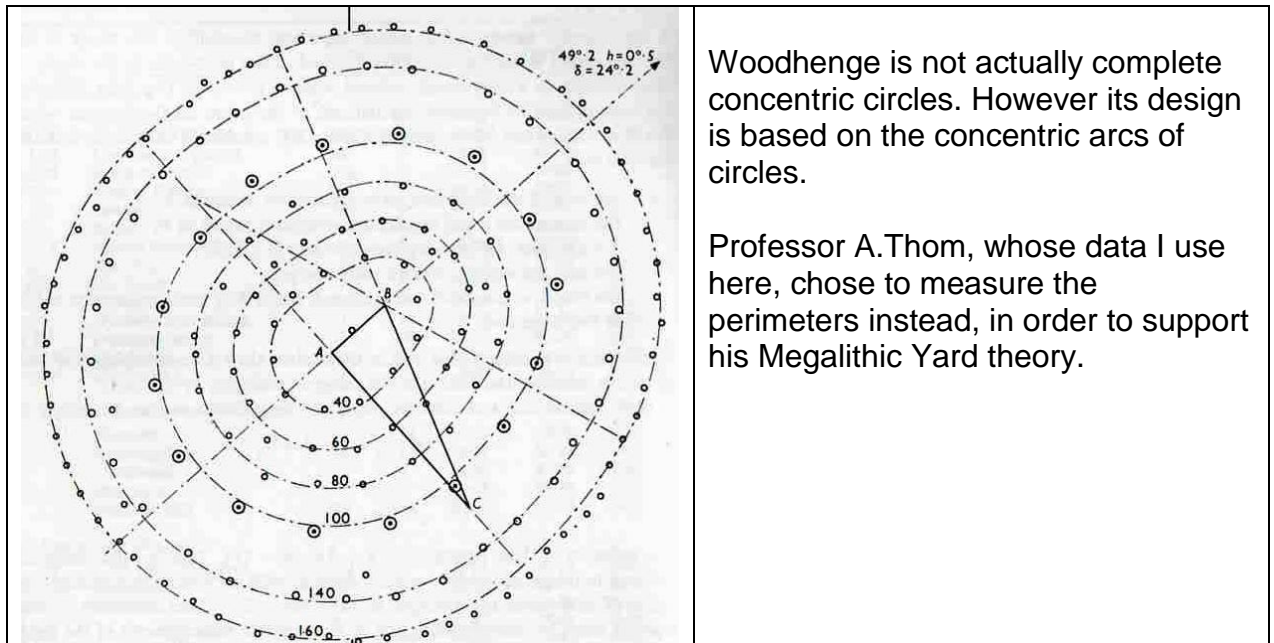 49°·2 h=0°·5
δ=24°·2
B
A
40
60
80
C
100
140
160
Woodhenge is not actually complete
concentric circles. However its design
is based on the concentric arcs of
circles.
Professor A.Thom, whose data I use
here, chose to measure the
perimeters instead, in order to support
his Megalithic Yard theory.